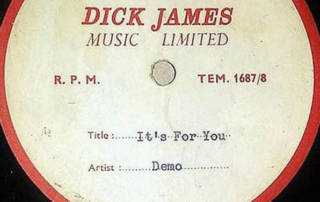 DICK JAMES
MUSIC LIMITED
R. P. M. TEM. 1687/8
Title :...... It's For You
Artist :...... Demo